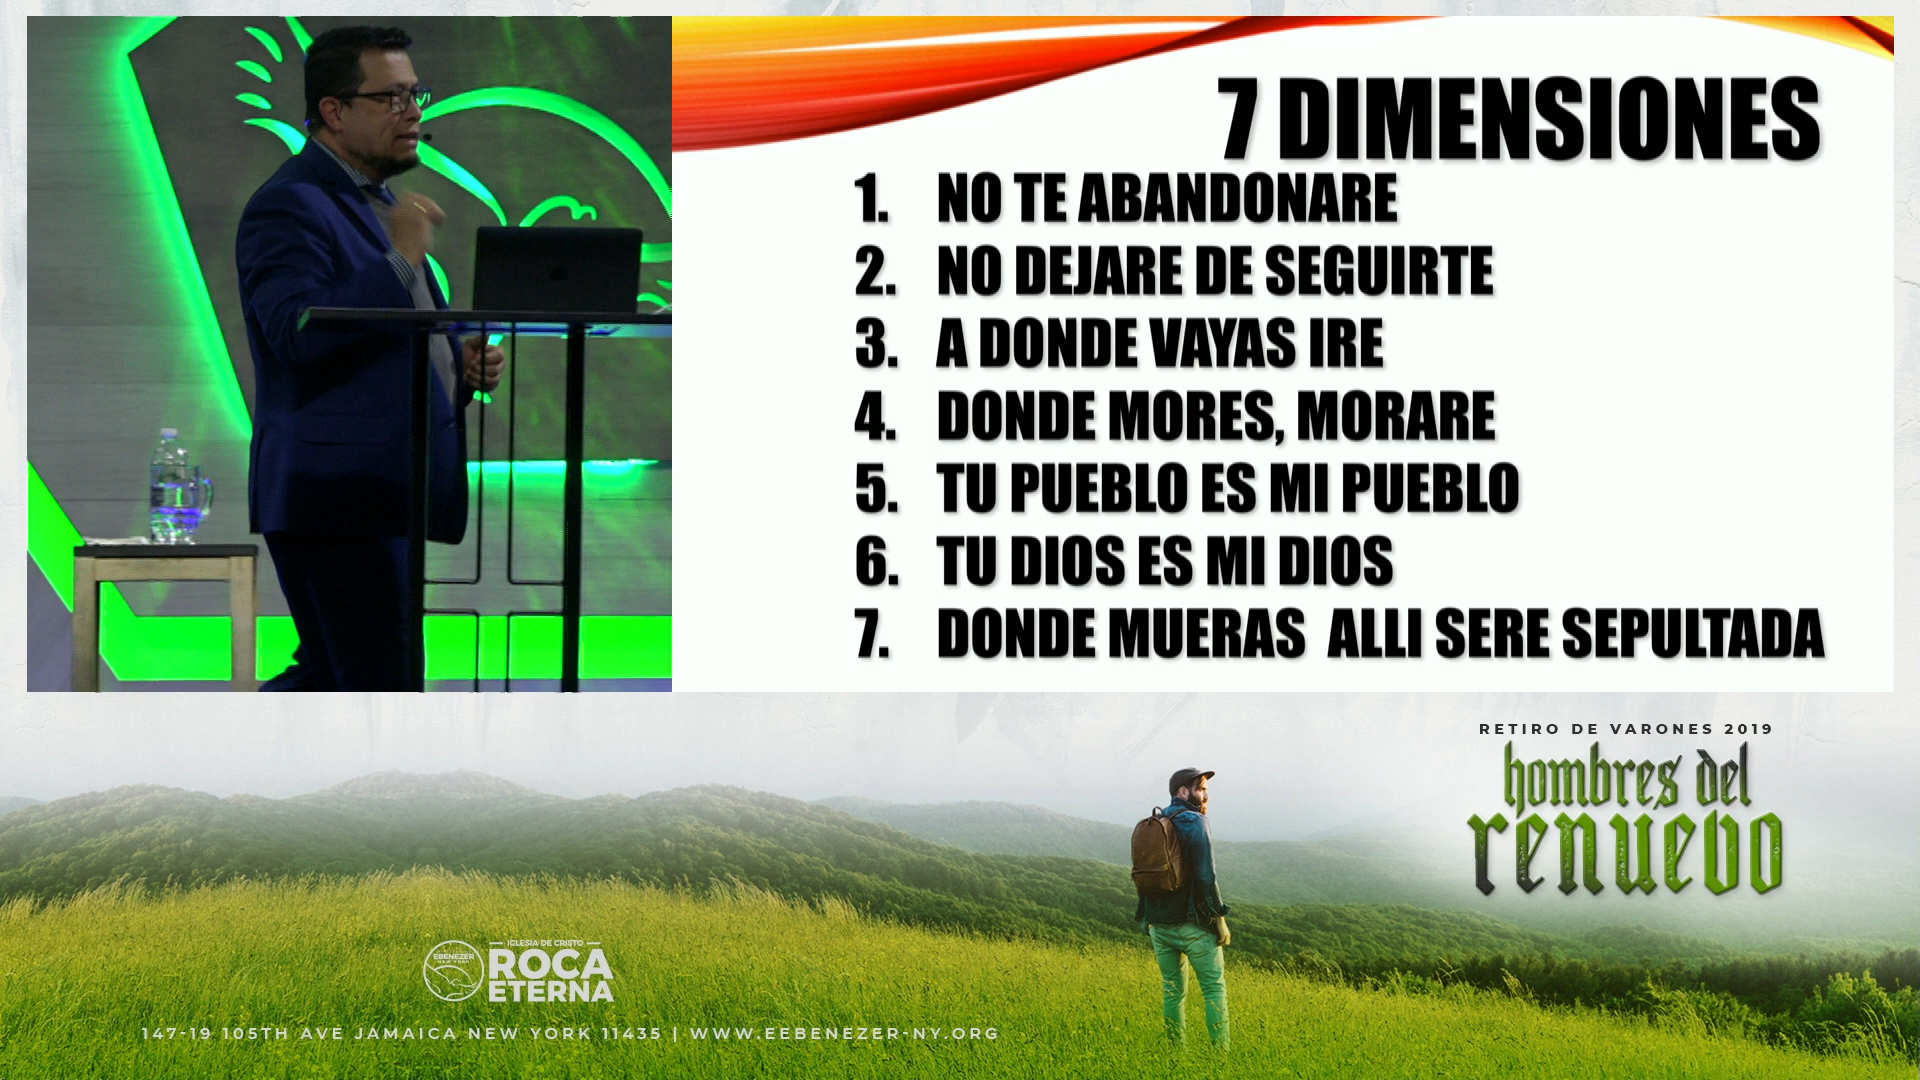 7 DIMENSIONES
1. NO TE ABANDONARE
2. NO DEJARE DE SEGUIRTE
3. A DONDE VAYAS IRE
4. DONDE MORES, MORARE
5. TU PUEBLO ES MI PUEBLO
6. TU DIOS ES MI DIOS
7. DONDE MUERAS ALLI SERE SEPULTADA
RETIRO DE VARONES 2019
hombres del
renuevo
IGLESIA DE CRISTO
EBENEZER
NEW YORK
ROCA
ETERNA
147-19 105TH AVE JAMAICA NEW YORK 11435 | WWW.EEBENEZER-NY.ORG